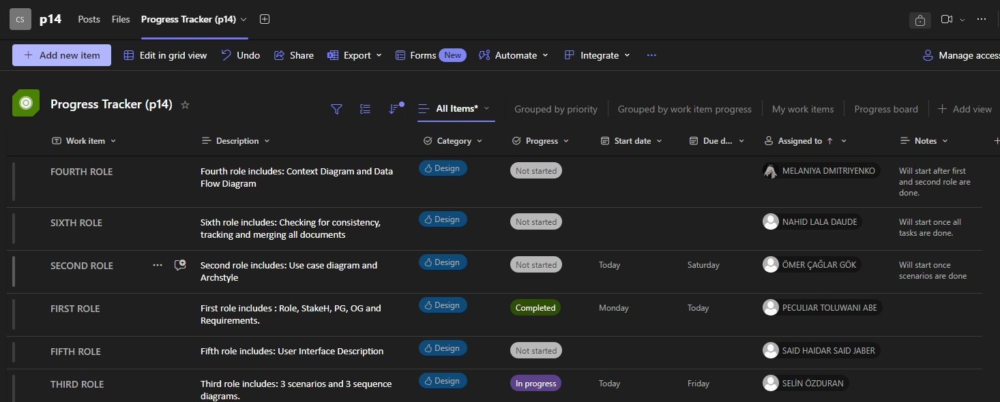 CS
p14
Posts
Files
Progress Tracker (p14)
Add new item
Edit in grid view
Undo
Share
Export
Forms
New
Automate
Integrate
Manage access
Progress Tracker (p14)
All Items*
Grouped by priority
Grouped by work item progress
My work items
Progress board
Add view
Work item
Description
Category
Progress
Start date
Due d...
Assigned to
Notes
FOURTH ROLE
Fourth role includes: Context Diagram and Data
Flow Diagram
Design
Not started
MELANIYA DMITRIYENKO
Will start after first
and second role are
done.
SIXTH ROLE
Sixth role includes: Checking for consistency,
tracking and merging all documents
Design
Not started
NAHID LALA DAUDE
Will start once all
tasks are done.
SECOND ROLE
Second role includes: Use case diagram and
Archstyle
Design
Not started
Today
Saturday
ÖMER ÇAĞLAR GÖK
Will start once
scenarios are done
FIRST ROLE
First role includes : Role, StakeH, PG, OG and
Requirements.
Design
Completed
Monday
Today
PECULIAR TOLUWANI ABE
FIFTH ROLE
Fifth role includes: User Interface Description
Design
Not started
SAID HAIDAR SAID JABER
THIRD ROLE
Third role includes: 3 scenarios and 3 sequence
diagrams.
Design
In progress
Today
Friday
SELİN ÖZDURAN